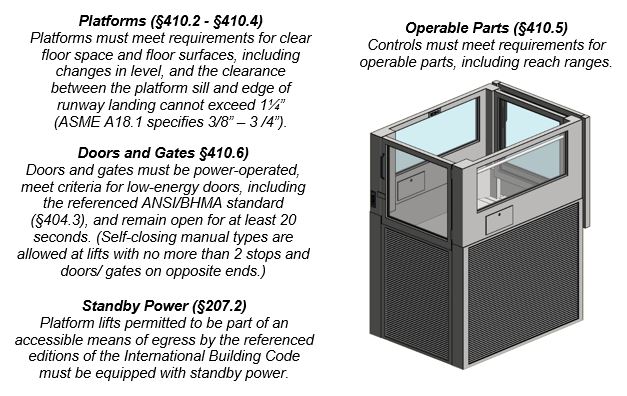 Platforms (§410.2 - §410.4)
Platforms must meet requirements for clear
floor space and floor surfaces, including
changes in level, and the clearance
between the platform sill and edge of
runway landing cannot exceed 1¼”
(ASME A18.1 specifies 3/8” – 3 /4”).
Doors and Gates §410.6)
Doors and gates must be power-operated,
meet criteria for low-energy doors, including
the referenced ANSI/BHMA standard
(§404.3), and remain open for at least 20
seconds. (Self-closing manual types are
allowed at lifts with no more than 2 stops and
doors/ gates on opposite ends.)
Standby Power (§207.2)
Platform lifts permitted to be part of an
accessible means of egress by the referenced
editions of the International Building Code
must be equipped with standby power.
Operable Parts (§410.5)
Controls must meet requirements for
operable parts, including reach ranges.